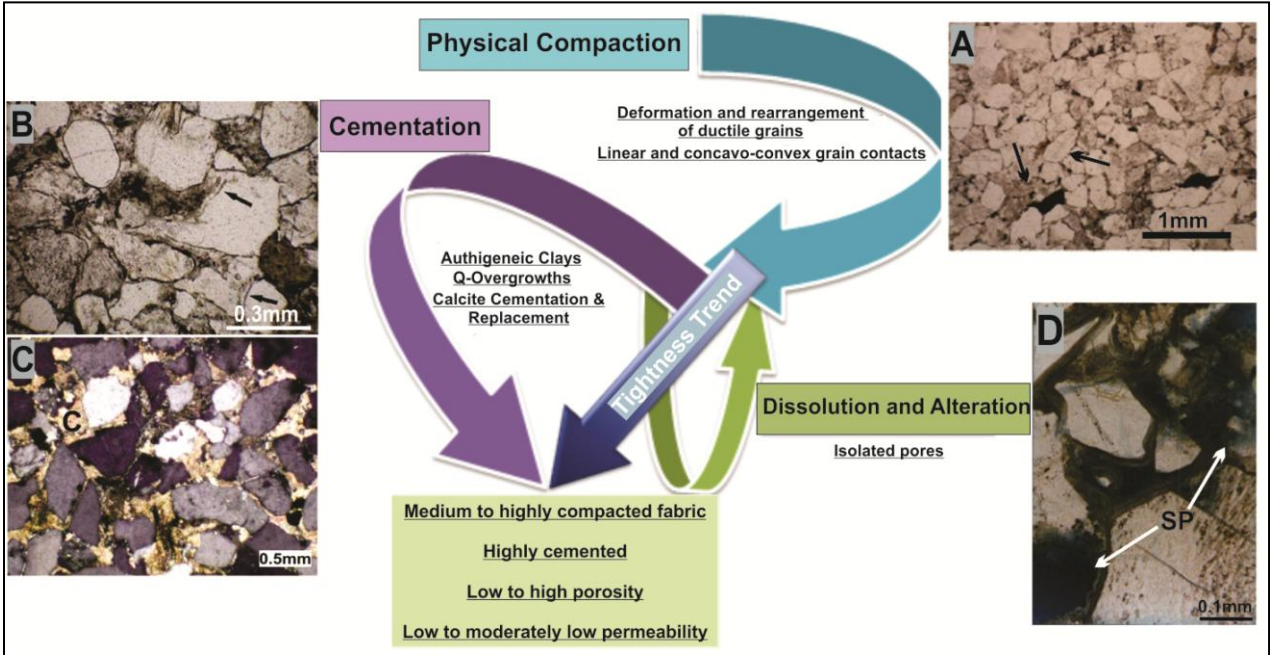 Physical Compaction
A
Deformation and rearrangement
of ductile grains
Linear and concavo-convex grain contacts
1mm
B
Cementation
0.3mm
Authigeneic Clays
Q-Overgrowths
Calcite Cementation &
Replacement
Tightness Trend
C
C
0.5mm
Dissolution and Alteration
Isolated pores
D
SP
0.1mm
Medium to highly compacted fabric
Highly cemented
Low to high porosity
Low to moderately low permeability